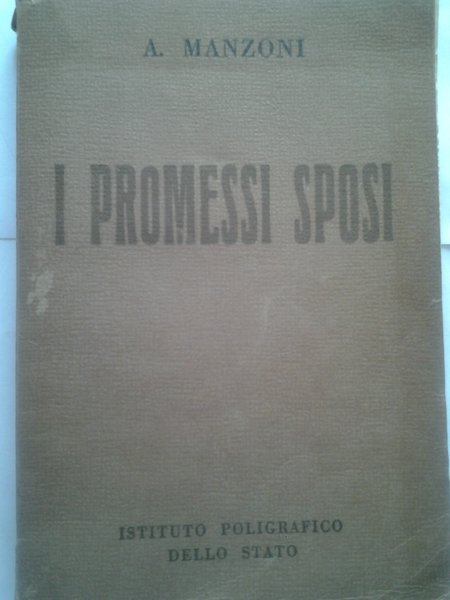 A. MANZONI
I PROMESSI SPOSI
ISTITUTO POLIGRAFICO
DELLO STATO